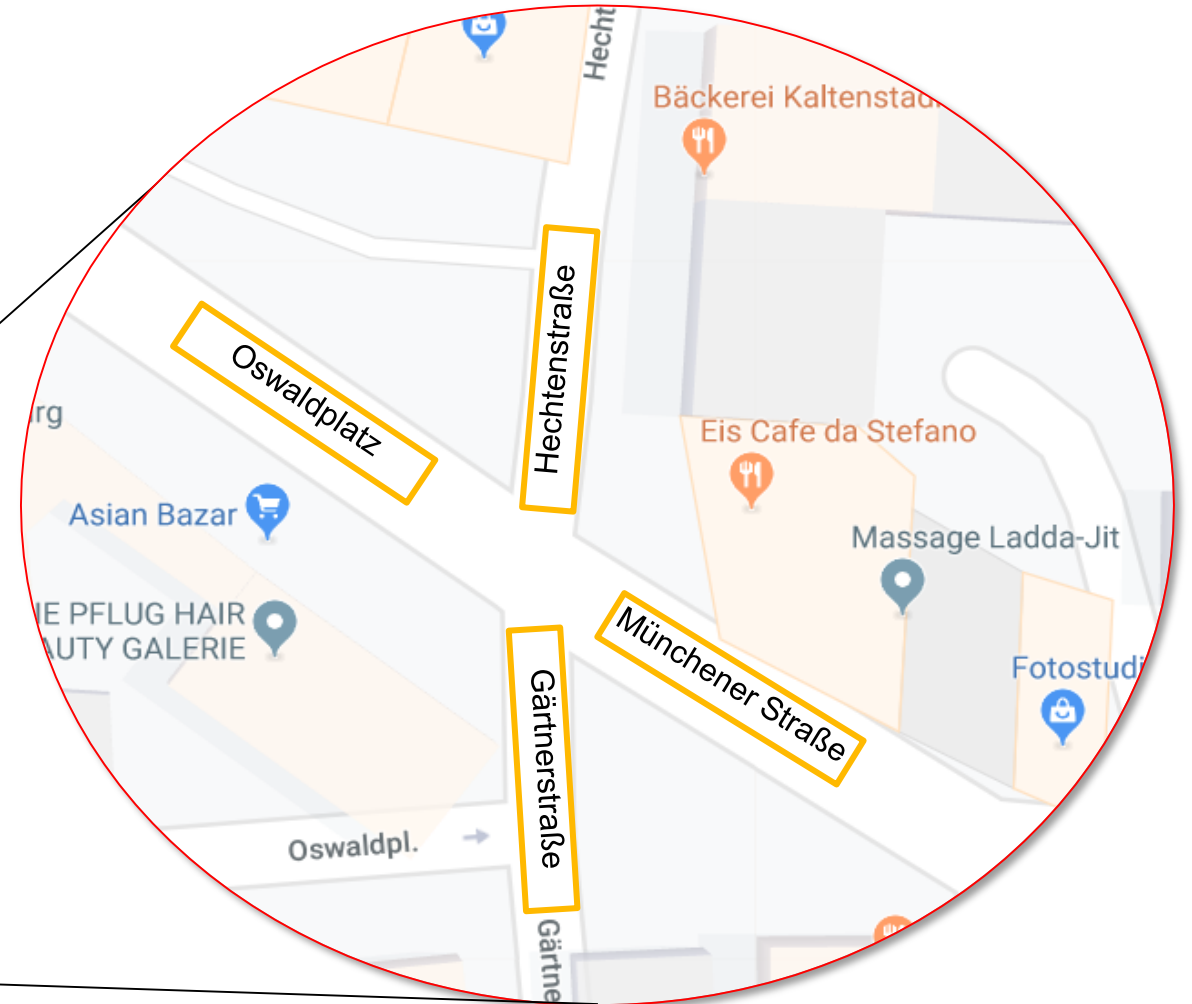 Hecht
Bäckerei Kaltenstad
Hechtenstraße
Oswaldplatz
rg
Eis Cafe da Stefano
Asian Bazar
Massage Ladda-Jit
IE PFLUG HAIR
AUTY GALERIE
Münchener Straße
Fotostudi
Gärtnerstraße
Oswaldpl.
Gärtne